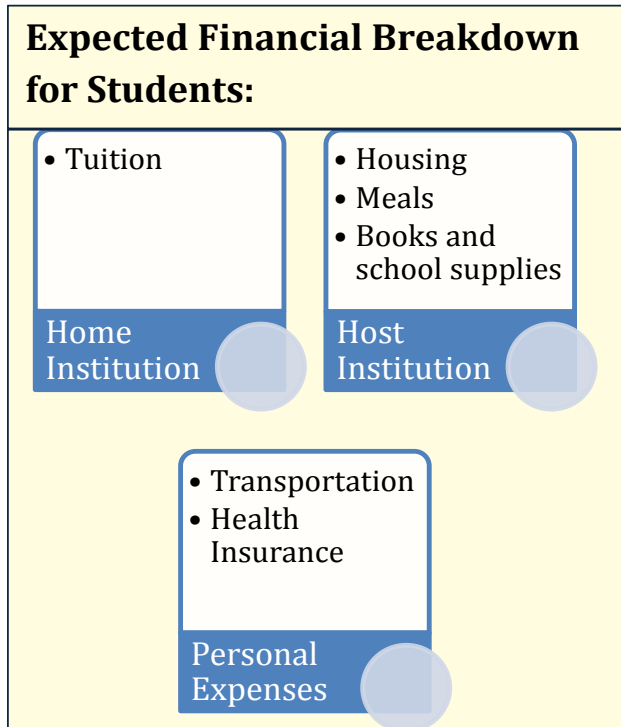 Expected Financial Breakdown
for Students:
• Tuition
Home
Institution
• Housing
• Meals
• Books and
school supplies
Host
Institution
• Transportation
• Health
Insurance
Personal
Expenses